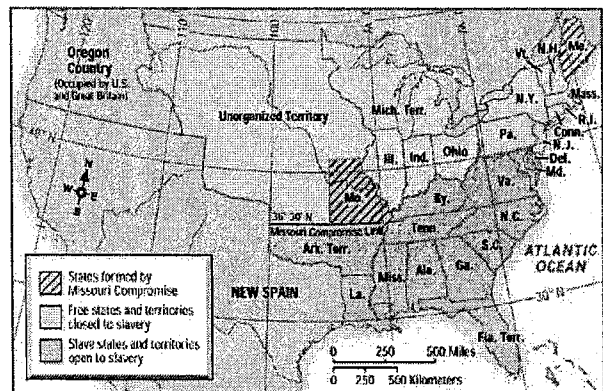 120°
110°
100°
Oregon
Country
(Occupied by U.S.
and Great Britain)
Unorganized Territory
40° N
N
W
E
S
Mich. Terr.
Vt.
N.H.
Me.
Mass.
N.Y.
R.I.
Conn.
N.J.
Pa.
Del.
Md.
Ill.
Ind.
Ohio
Va.
Mo.
Ky.
36° 30' N
Missouri Compromise Line
N.C.
Tenn.
Ark. Terr.
S.C.
ATLANTIC
OCEAN
NEW SPAIN
Miss.
Ala.
Ga.
La.
30° N
Fla. Terr.
States formed by
Missouri Compromise
Free states and territories
closed to slavery
Slave states and territories
open to slavery
0 250 500 Miles
0 250 500 Kilometers